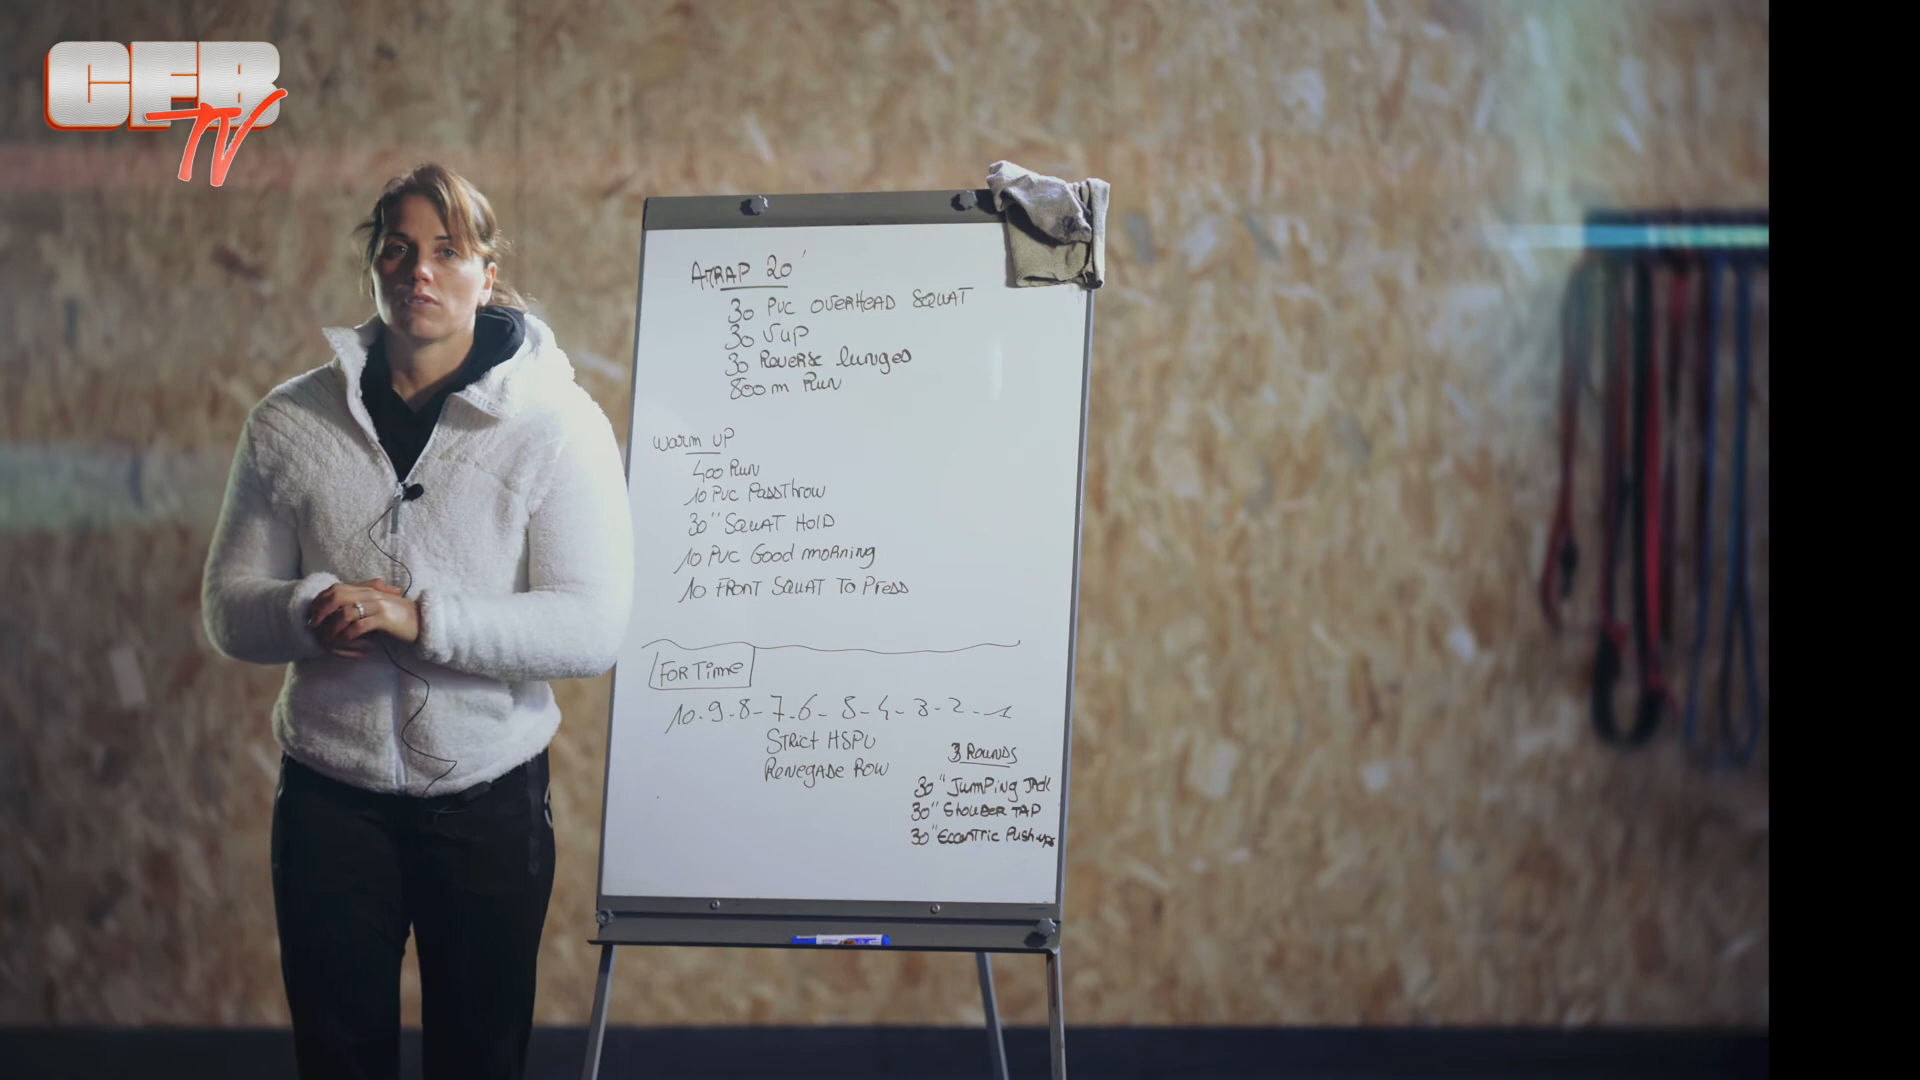 CFB
TV
AMRAP 20'
30 PVC OVERHEAD SQUAT
30 V UP
30 REVERSE lunges
800 m Run
Warm UP
400 Run
10 PVC PassThrow
30" SQUAT HOLD
10 PVC Good morning
10 FRONT SQUAT TO Press
FOR Time
10-9-8-7-6-5-4-3-2-1
STRICT HSPU
RENEGADE ROW
3 ROUNDS
30" JUMPing JACK
30" SHOULDER TAP
30" ECCENTRIC Push ups